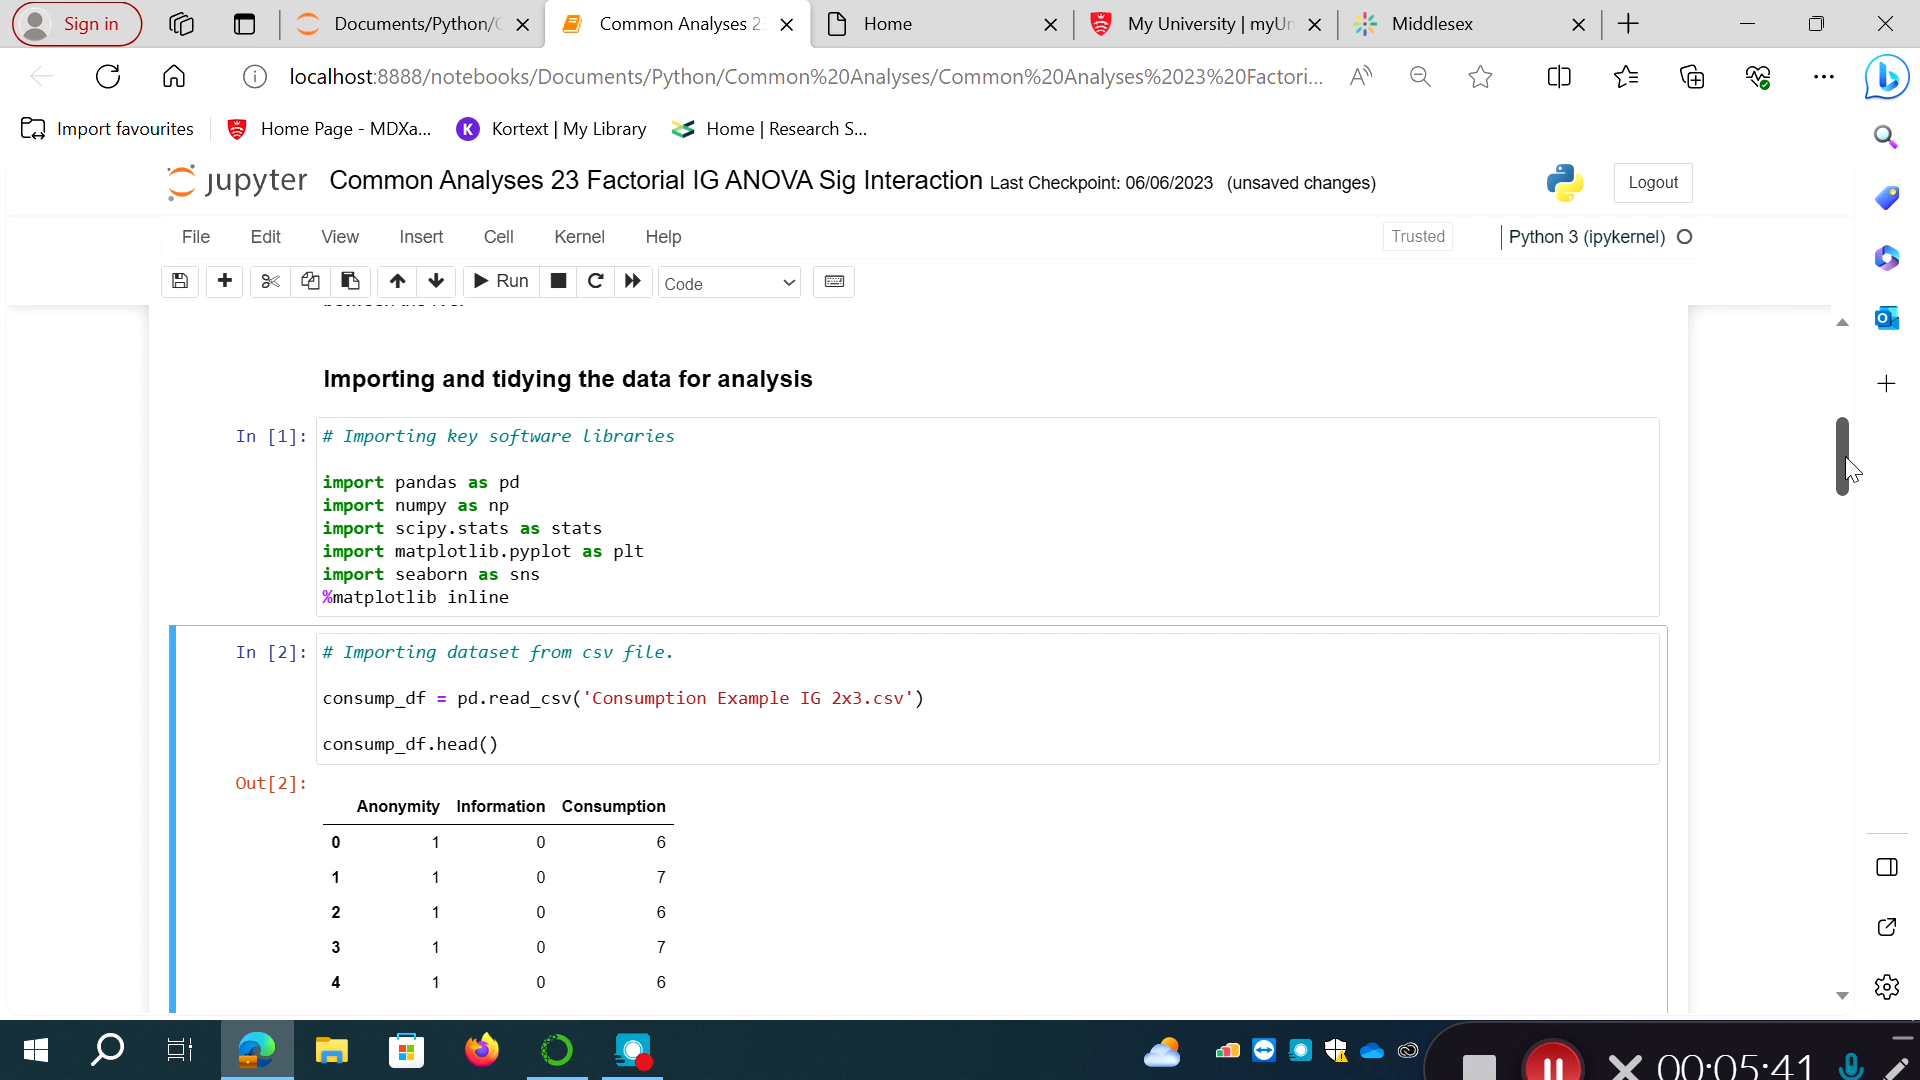 Sign in
Documents/Python/C
Common Analyses 2
Home
My University | myUn
Middlesex
localhost:8888/notebooks/Documents/Python/Common%20Analyses/Common%20Analyses%2023%20Factori...
Import favourites
Home Page - MDXa...
Kortext | My Library
Home | Research S...
jupyter Common Analyses 23 Factorial IG ANOVA Sig Interaction Last Checkpoint: 06/06/2023 (unsaved changes)
Logout
File Edit View Insert Cell Kernel Help
Trusted
Python 3 (ipykernel)
Run
Code
Importing and tidying the data for analysis
In [1]: # Importing key software libraries
import pandas as pd
import numpy as np
import scipy.stats as stats
import matplotlib.pyplot as plt
import seaborn as sns
%matplotlib inline
In [2]: # Importing dataset from csv file.
consump_df = pd.read_csv('Consumption Example IG 2x3.csv')
consump_df.head()
Out[2]:
Anonymity Information Consumption
0 1 0 6
1 1 0 7
2 1 0 6
3 1 0 7
4 1 0 6
00:05:41